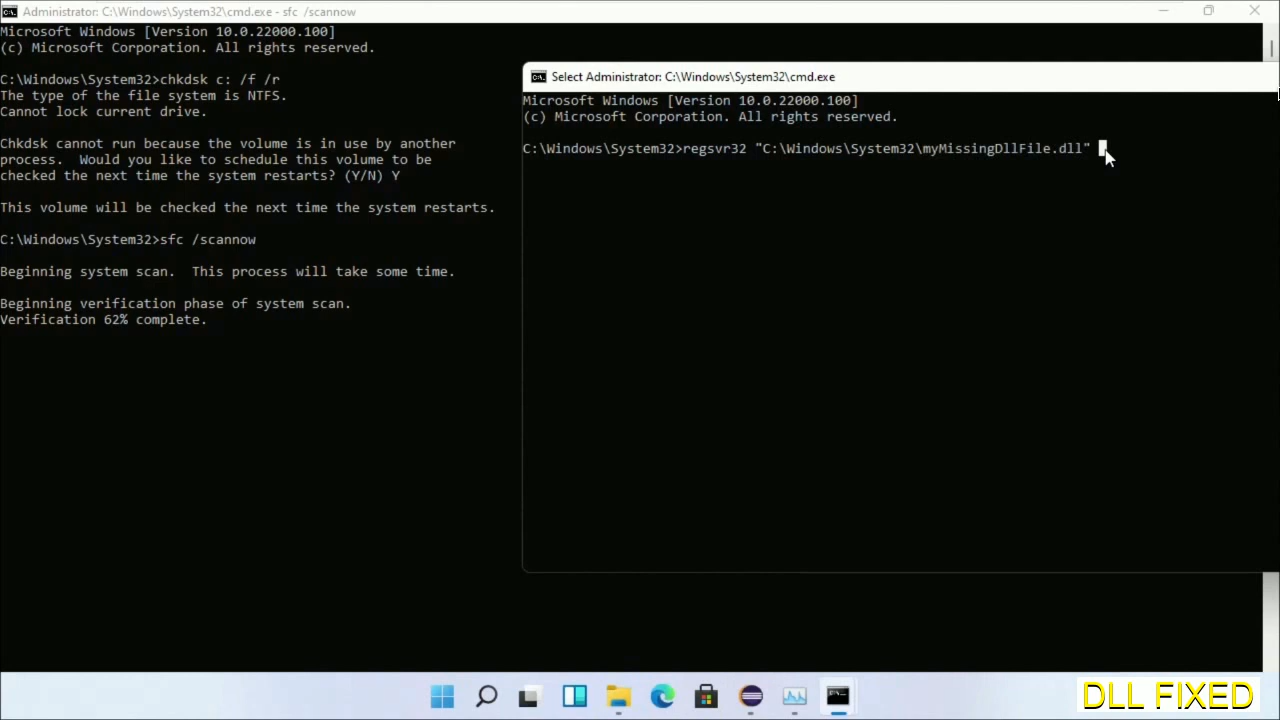 Administrator: C:\Windows\System32\cmd.exe - sfc /scannow
Microsoft Windows [Version 10.0.22000.100]
(c) Microsoft Corporation. All rights reserved.
C:\Windows\System32>chkdsk c: /f /r
The type of the file system is NTFS.
Cannot lock current drive.
Chkdsk cannot run because the volume is in use by another
process.  Would you like to schedule this volume to be
checked the next time the system restarts? (Y/N) Y
This volume will be checked the next time the system restarts.
C:\Windows\System32>sfc /scannow
Beginning system scan.  This process will take some time.
Beginning verification phase of system scan.
Verification 62% complete.
Select Administrator: C:\Windows\System32\cmd.exe
Microsoft Windows [Version 10.0.22000.100]
(c) Microsoft Corporation. All rights reserved.
C:\Windows\System32>regsvr32 "C:\Windows\System32\myMissingDllFile.dll"
DLL FIXED